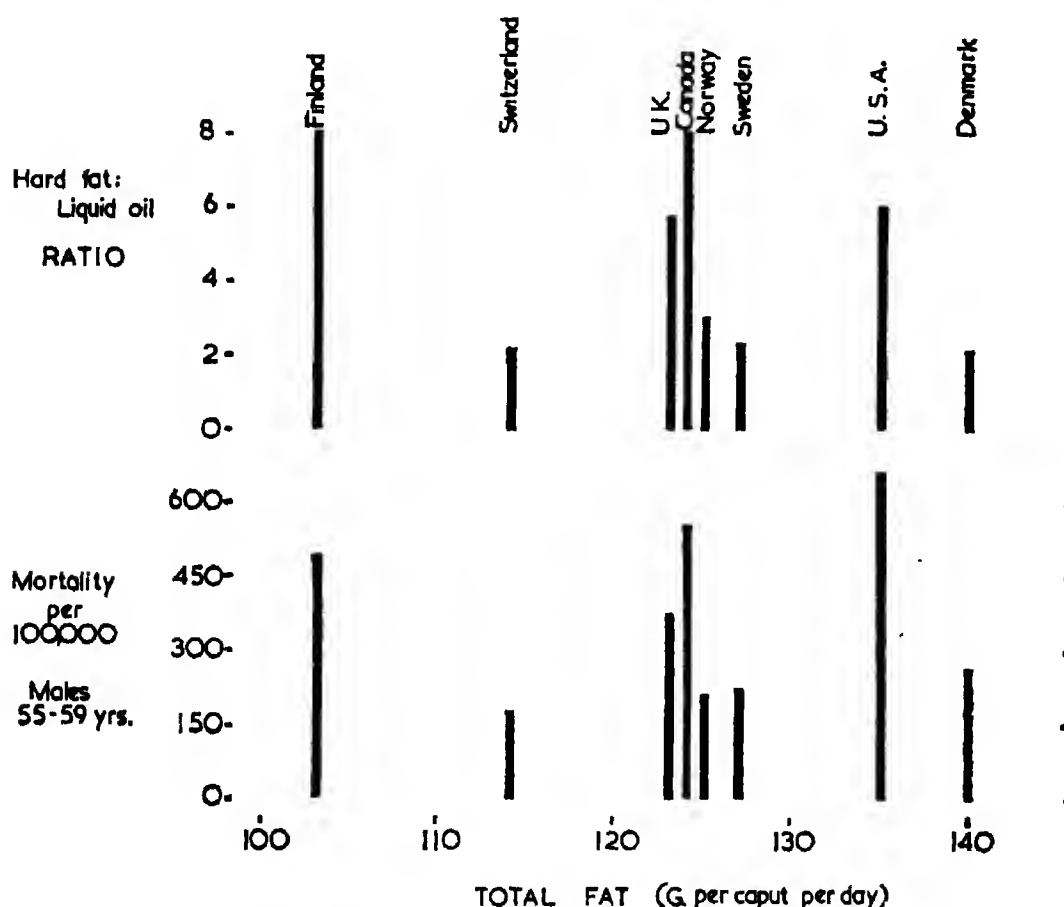 Finland
Switzerland
U K.
Canada
Norway
Sweden
U. S. A.
Denmark
8
Hard fat:
Liquid oil
6
RATIO
4
2
0
600
450
Mortality
per
100,000
300
Males
55-59 yrs.
150
0
100 110 120 130 140
TOTAL FAT (G. per caput per day)